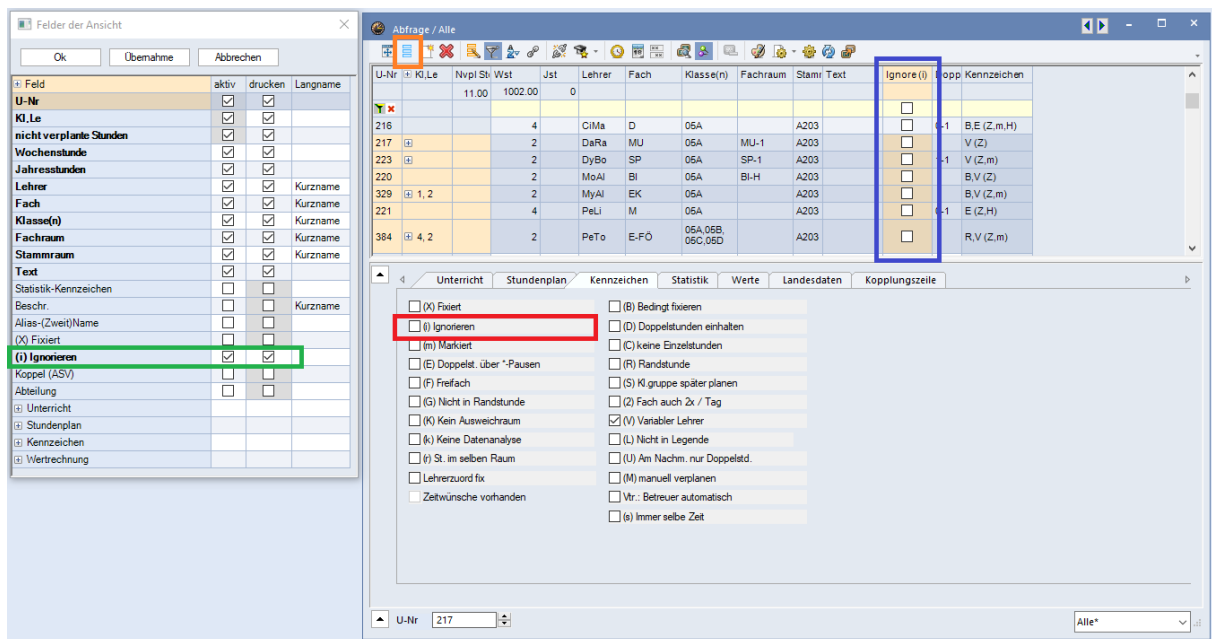 Felder der Ansicht
Ok Übernahme Abbrechen
Feld aktiv drucken Langname
U-Nr
Kl,Le
nicht verplante Stunden
Wochenstunde
Jahresstunden
Lehrer Kurzname
Fach Kurzname
Klasse(n) Kurzname
Fachraum Kurzname
Stammraum Kurzname
Text
Statistik-Kennzeichen
Beschr. Kurzname
Alias-(Zweit)Name
(X) Fixiert
(i) Ignorieren
Koppel (ASV)
Abteilung
Unterricht
Stundenplan
Kennzeichen
Wertrechnung
Abfrage / Alle
U-Nr Kl,Le Nvpl Wst Jst Lehrer Fach Klasse(n) Fachraum Text Ignore (i) Kennzeichen
11.00 1002.00 0
216 4 CiMa D 05A A203 B,E (Z,m,H)
217 2 DaRa MU 05A MU-1 A203 V (Z)
223 2 DyBo SP 05A SP-1 A203 V (Z,m)
220 2 MoAl BI 05A BI-H A203 B,V (Z)
329 1, 2 2 MyAl EK 05A A203 B,V (Z,m)
221 4 PeLi M 05A A203 E (Z,H)
384 4, 2 2 PeTo E-FÖ 05A,05B, 05C,05D A203 R,V (Z,m)
Unterricht Stundenplan Kennzeichen Statistik Werte Landesdaten Kopplungszeile
(X) Fixiert (B) Bedingt fixieren
(i) Ignorieren (D) Doppelstunden einhalten
(m) Markiert (C) keine Einzelstunden
(E) Doppelst. über *-Pausen (R) Randstunde
(F) Freifach (S) Kl.gruppe später planen
(G) Nicht in Randstunde (2) Fach auch 2x / Tag
(K) Kein Ausweichraum (V) Variabler Lehrer
(k) Keine Datenanalyse (L) Nicht in Legende
(r) St. im selben Raum (U) Am Nachm. nur Doppelstd.
Lehrerzuord fix (M) manuell verplanen
Zeitwünsche vorhanden Vtr.: Betreuer automatisch
(s) Immer selbe Zeit
U-Nr 217 Alle*